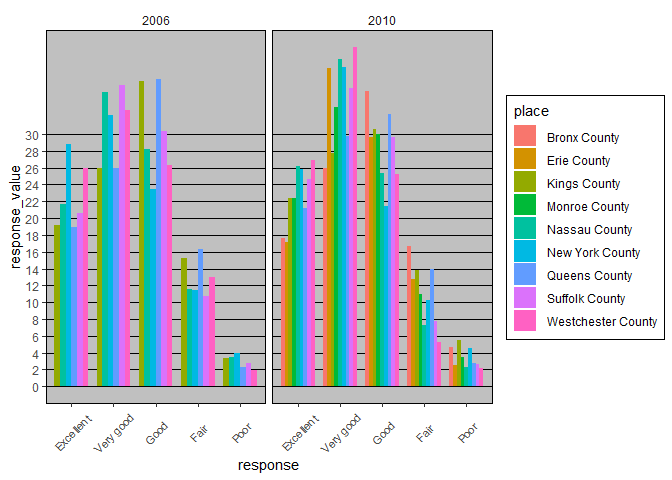 2006
2010
30
28
26
24
22
20
18
16
14
12
10
8
6
4
2
0
response_value
Excellent
Very good
Good
Fair
Poor
Excellent
Very good
Good
Fair
Poor
response
place
Bronx County
Erie County
Kings County
Monroe County
Nassau County
New York County
Queens County
Suffolk County
Westchester County